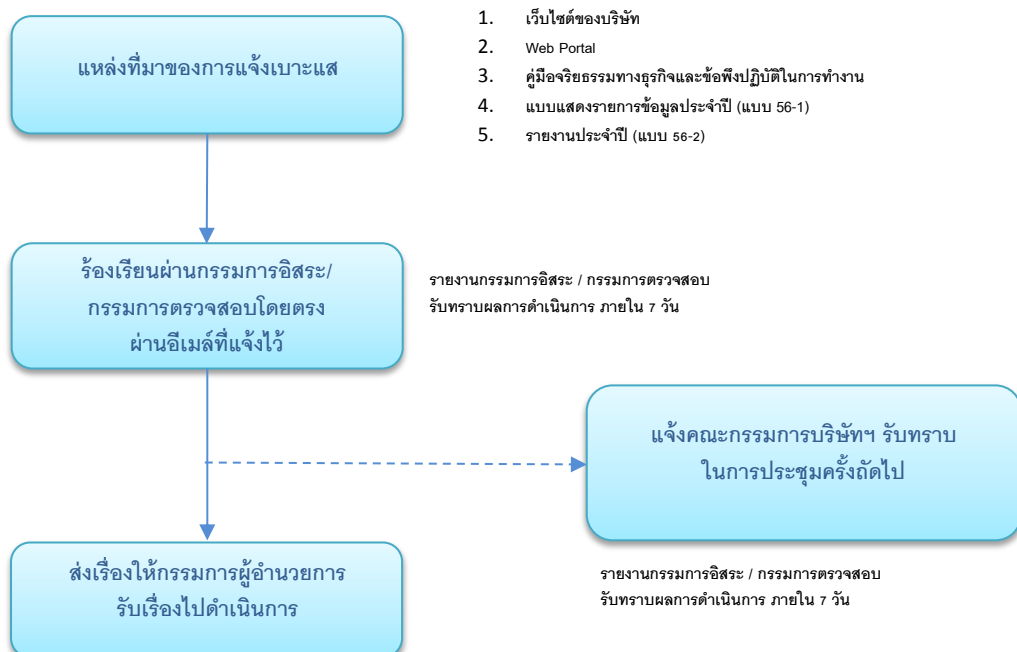 แหล่งที่มาของการแจ้งเบาะแส
1. เว็บไซต์ของบริษัท
2. Web Portal
3. คู่มือจริยธรรมทางธุรกิจและข้อพึงปฏิบัติในการทำงาน
4. แบบแสดงรายการข้อมูลประจำปี (แบบ 56-1)
5. รายงานประจำปี (แบบ 56-2)
ร้องเรียนผ่านกรรมการอิสระ/
กรรมการตรวจสอบโดยตรง
ผ่านอีเมล์ที่แจ้งไว้
รายงานกรรมการอิสระ / กรรมการตรวจสอบ
รับทราบผลการดำเนินการ ภายใน 7 วัน
แจ้งคณะกรรมการบริษัทฯ รับทราบ
ในการประชุมครั้งถัดไป
ส่งเรื่องให้กรรมการผู้อำนวยการ
รับเรื่องไปดำเนินการ
รายงานกรรมการอิสระ / กรรมการตรวจสอบ
รับทราบผลการดำเนินการ ภายใน 7 วัน